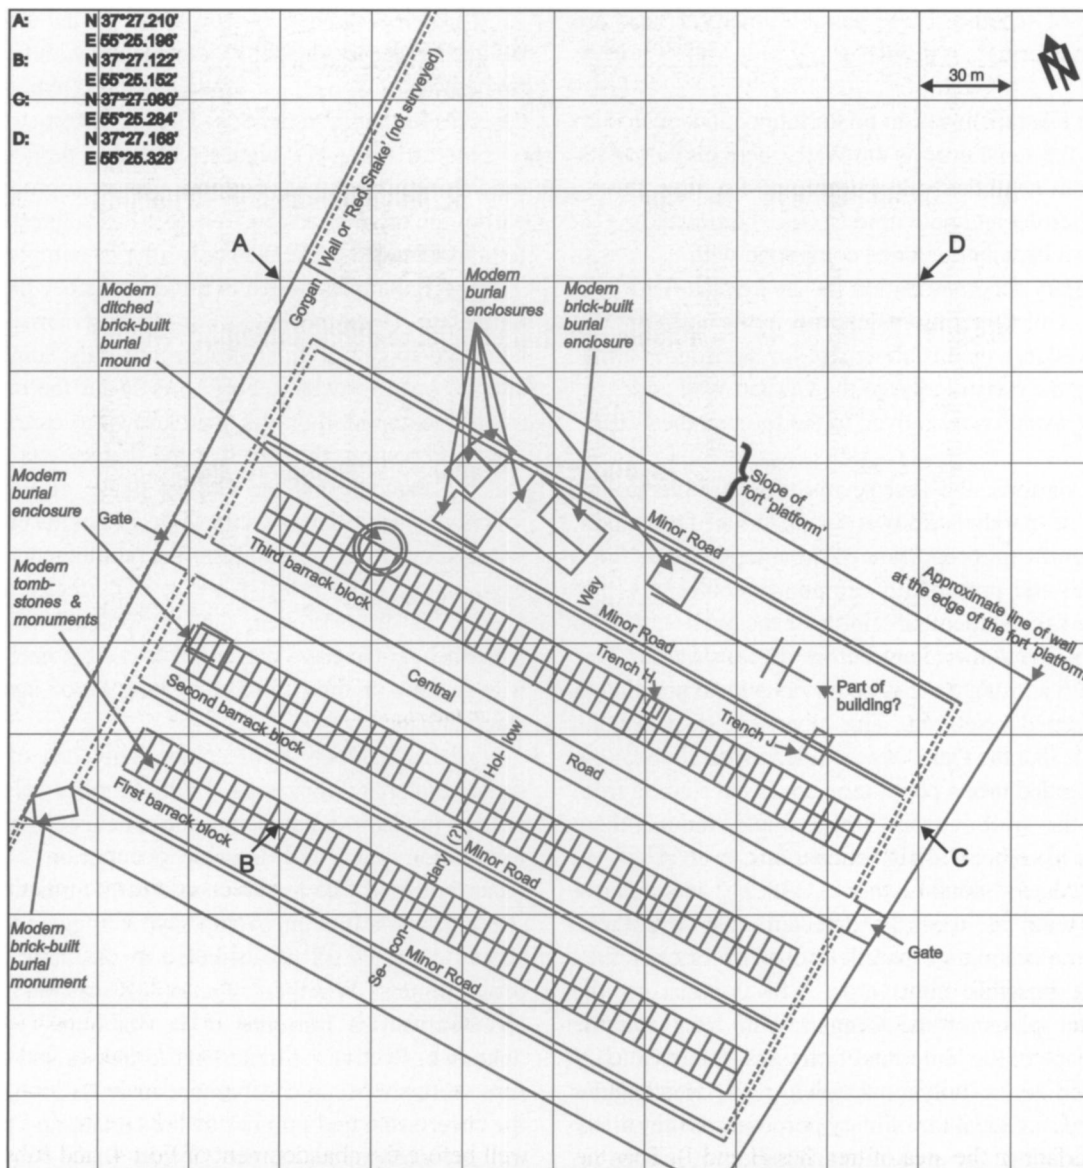 A: N 37°27.210'
E 55°25.196'
B: N 37°27.122'
E 55°25.152'
C: N 37°27.080'
E 55°25.284'
D: N 37°27.168'
E 55°25.328'
N
30 m
Gorgan Wall or 'Red Snake' (not surveyed)
A
D
Modern
ditched
brick-built
burial
mound
Modern
burial
enclosures
Modern
brick-built
burial
enclosure
Slope of
fort 'platform'
Modern
burial
enclosure
Gate
Modern
tomb-
stones &
monuments
Minor Road
Approximate line of wall
at the edge of the fort 'platform'
Third barrack block
Way
Minor Road
Trench H
Trench J
Part of
building?
Second barrack block
Central
Road
Hol-
low
First barrack block
B
C
Minor Road
Se-
con-
dary
(?)
Minor Road
Gate
Modern
brick-built
burial
monument